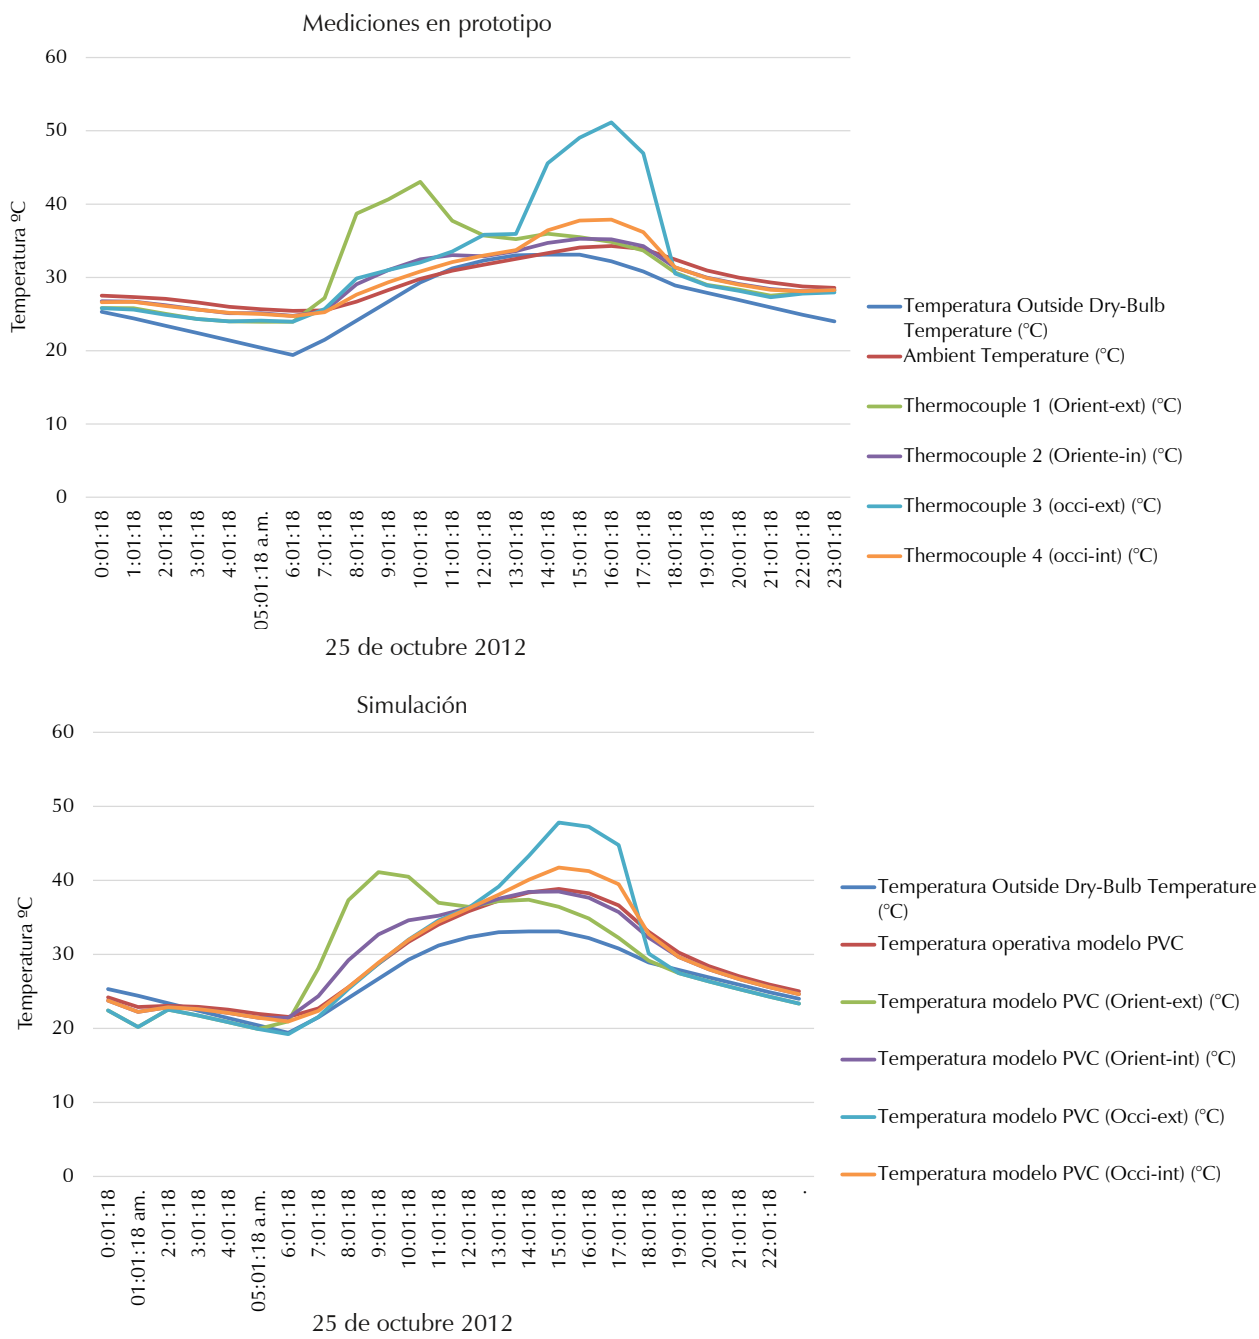 Mediciones en prototipo
60
50
40
30
20
10
0
Temperatura ºC
0:01:18
1:01:18
2:01:18
3:01:18
4:01:18
05:01:18 a.m.
6:01:18
7:01:18
8:01:18
9:01:18
10:01:18
11:01:18
12:01:18
13:01:18
14:01:18
15:01:18
16:01:18
17:01:18
18:01:18
19:01:18
20:01:18
21:01:18
22:01:18
23:01:18
25 de octubre 2012
Temperatura Outside Dry-Bulb
Temperature (°C)
Ambient Temperature (°C)
Thermocouple 1 (Orient-ext) (°C)
Thermocouple 2 (Oriente-in) (°C)
Thermocouple 3 (occi-ext) (°C)
Thermocouple 4 (occi-int) (°C)
Simulación
60
50
40
30
20
10
0
Temperatura ºC
0:01:18
01:01:18 am.
2:01:18
3:01:18
4:01:18
05:01:18 a.m.
6:01:18
7:01:18
8:01:18
9:01:18
10:01:18
11:01:18
12:01:18
13:01:18
14:01:18
15:01:18
16:01:18
17:01:18
18:01:18
19:01:18
20:01:18
21:01:18
22:01:18
.
25 de octubre 2012
Temperatura Outside Dry-Bulb Temperature
(°C)
Temperatura operativa modelo PVC
Temperatura modelo PVC (Orient-ext) (°C)
Temperatura modelo PVC (Orient-int) (°C)
Temperatura modelo PVC (Occi-ext) (°C)
Temperatura modelo PVC (Occi-int) (°C)